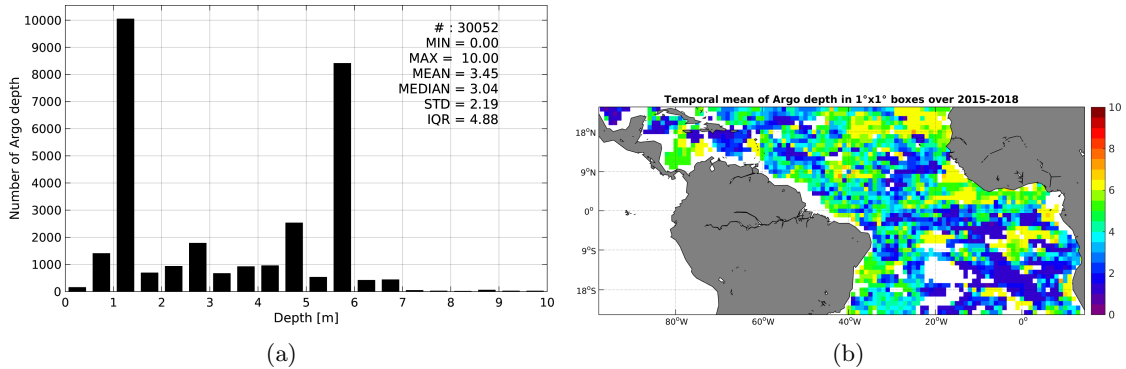 10000
9000
8000
7000
6000
5000
4000
3000
2000
1000
0
Number of Argo depth
# : 30052
MIN = 0.00
MAX = 10.00
MEAN = 3.45
MEDIAN = 3.04
STD = 2.19
IQR = 4.88
0 1 2 3 4 5 6 7 8 9 10
Depth [m]
(a)
Temporal mean of Argo depth in 1°x1° boxes over 2015-2018
18°N
9°N
0°
9°S
18°S
80°W 60°W 40°W 20°W 0°
10
8
6
4
2
0
(b)